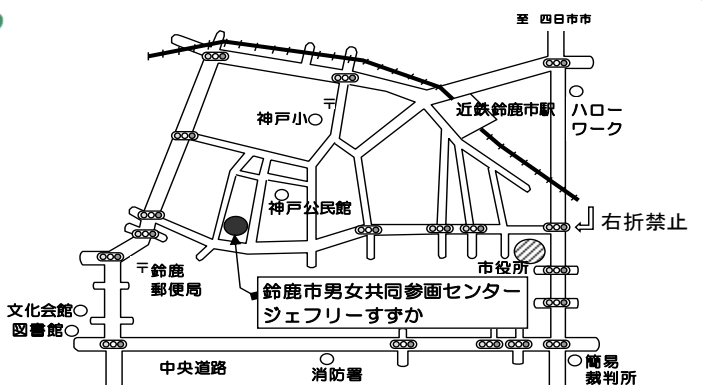 至 四日市市
近鉄鈴鹿市駅
ハロー
ワーク
〒
神戸小
神戸公民館
右折禁止
市役所
〒鈴鹿
郵便局
鈴鹿市男女共同参画センター
ジェフリーすずか
文化会館
図書館
中央道路
消防署
簡易
裁判所